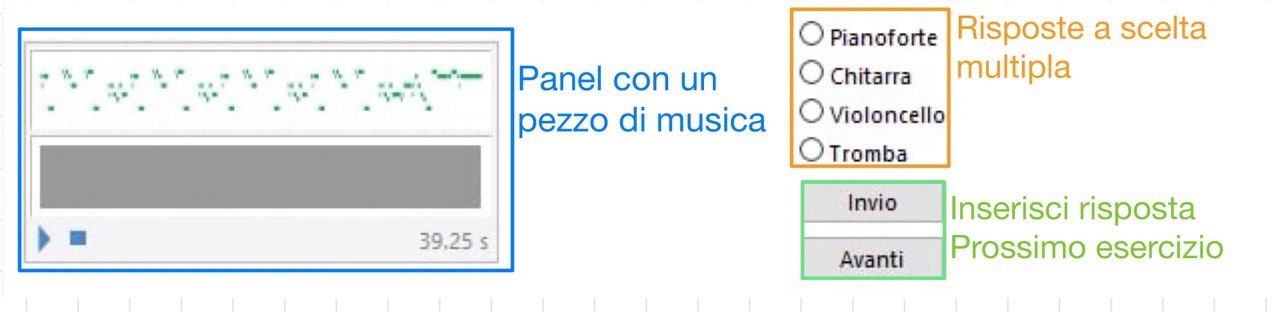 Panel con un
pezzo di musica
39.25 s
Pianoforte
Chitarra
Violoncello
Tromba
Risposte a scelta
multipla
Invio
Avanti
Inserisci risposta
Prossimo esercizio